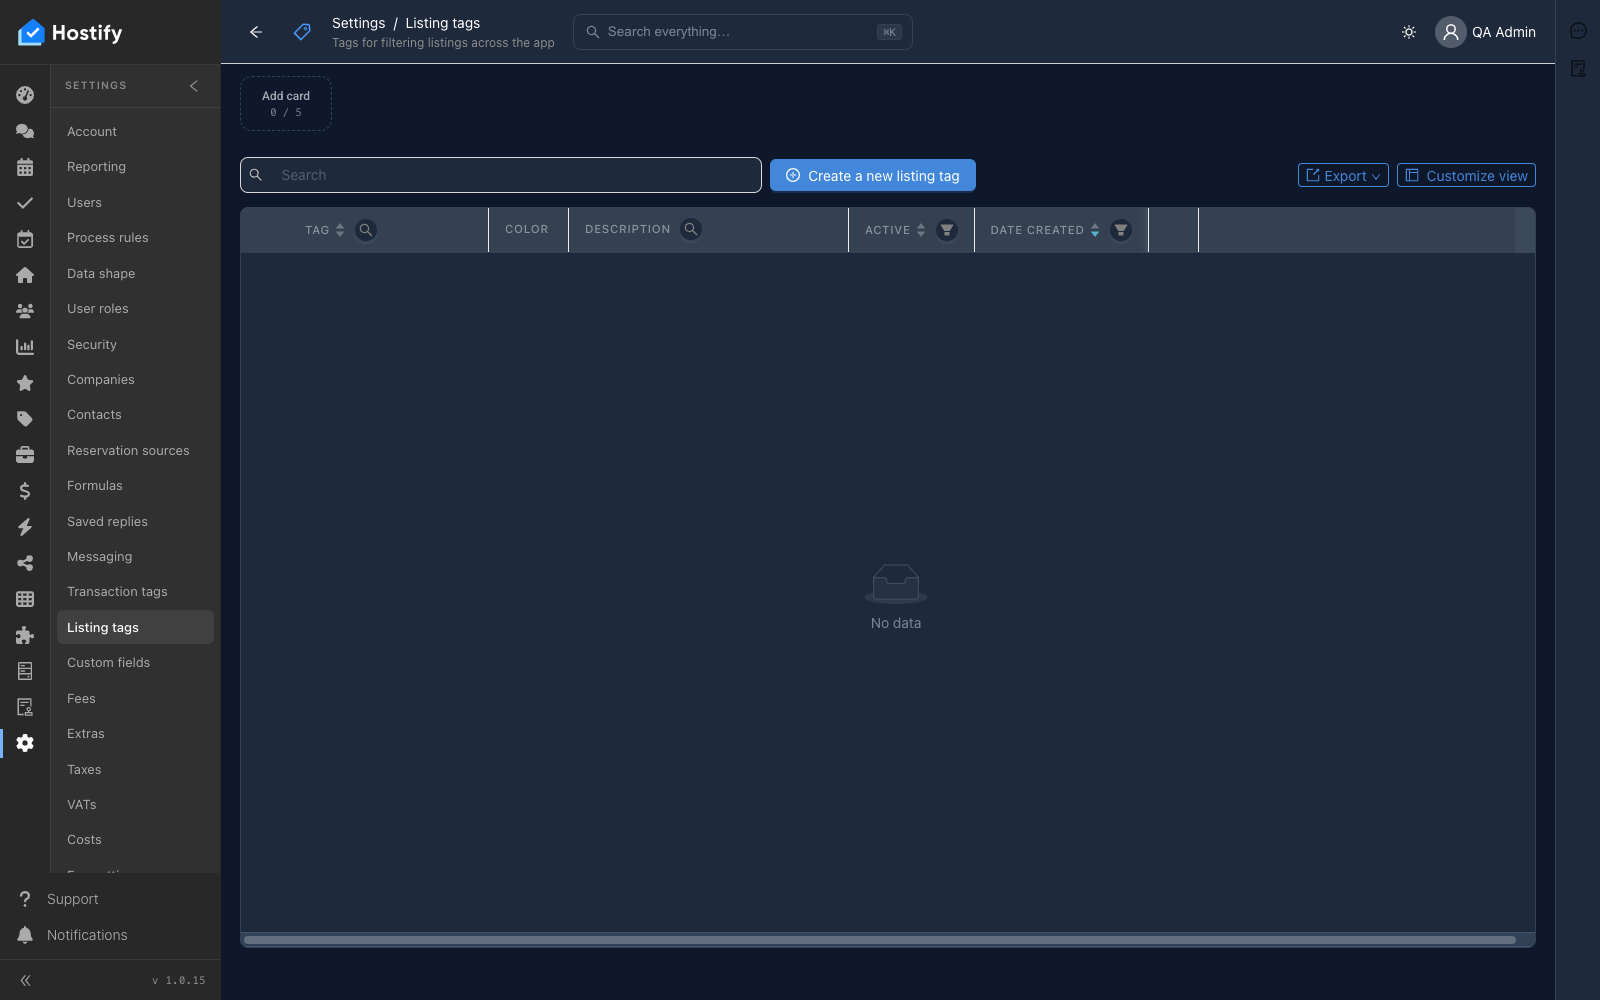 Hostify
Settings / Listing tags
Tags for filtering listings across the app
Search everything...
⌘K
QA Admin
SETTINGS
Account
Reporting
Users
Process rules
Data shape
User roles
Security
Companies
Contacts
Reservation sources
Formulas
Saved replies
Messaging
Transaction tags
Listing tags
Custom fields
Fees
Extras
Taxes
VATs
Costs
Support
Notifications
v 1.0.15
Add card
0 / 5
Search
Create a new listing tag
Export
Customize view
TAG
COLOR
DESCRIPTION
ACTIVE
DATE CREATED
No data